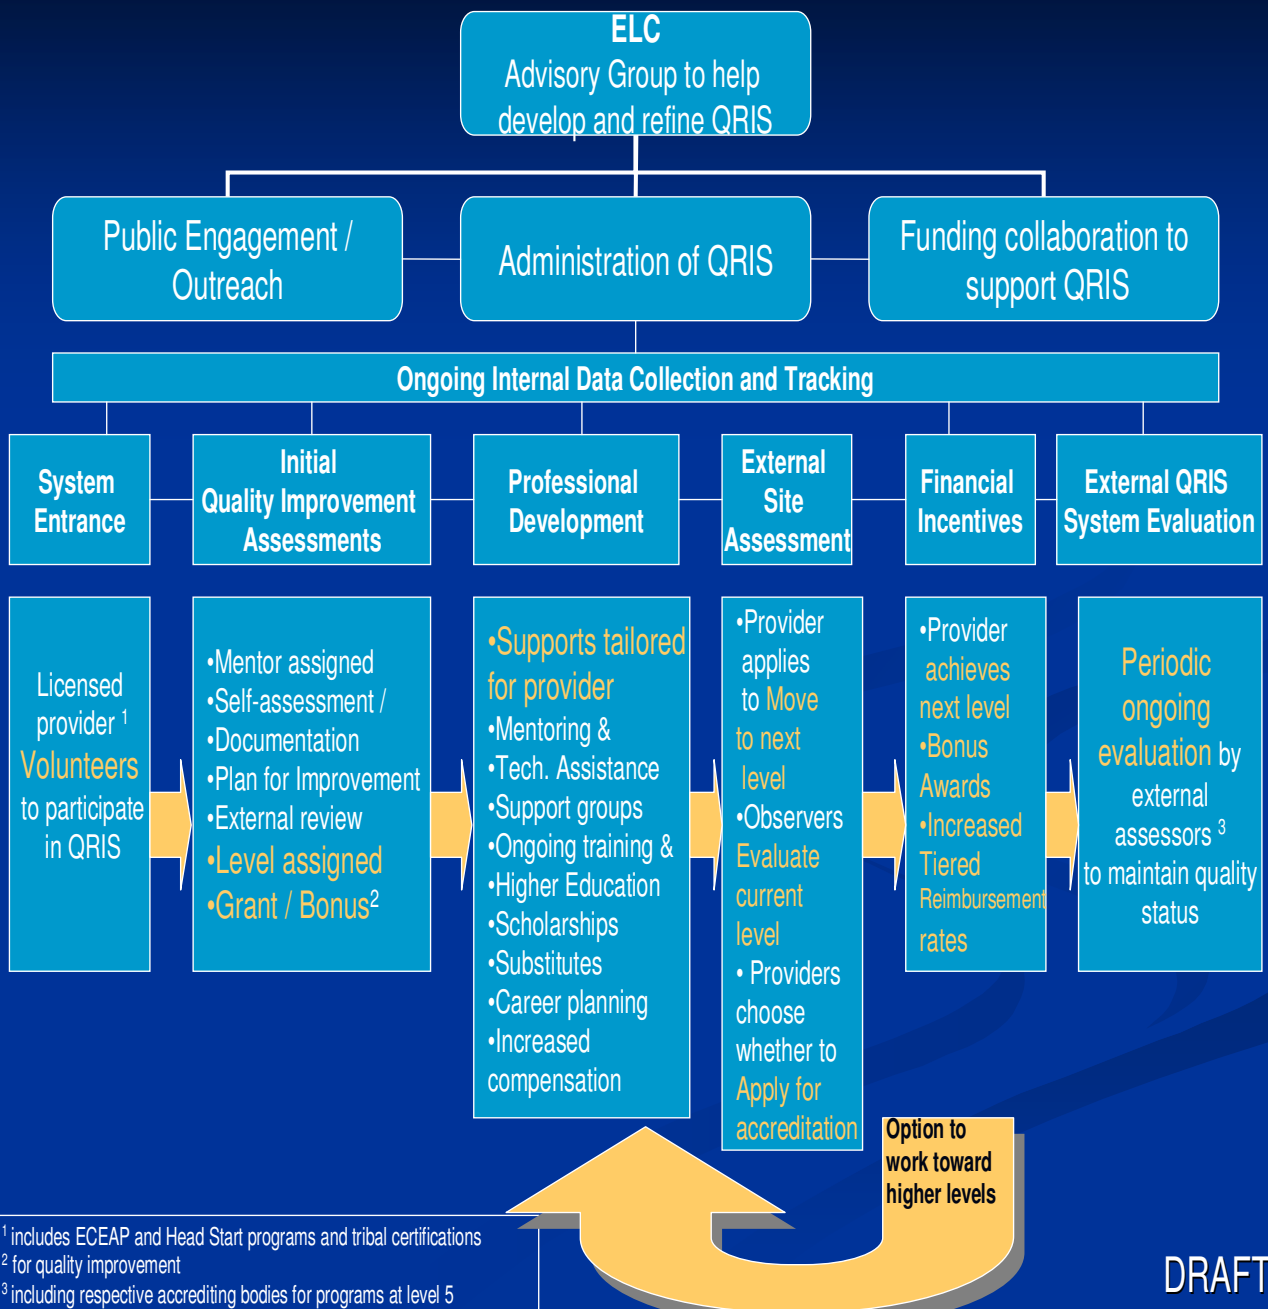 ELC
Advisory Group to help
develop and refine QRIS
Public Engagement /
Outreach
Administration of QRIS
Funding collaboration to
support QRIS
Ongoing Internal Data Collection and Tracking
System
Entrance
Initial
Quality Improvement
Assessments
Professional
Development
External
Site
Assessment
Financial
Incentives
External QRIS
System Evaluation
Licensed
provider ¹
Volunteers
to participate
in QRIS
•Mentor assigned
•Self-assessment /
•Documentation
•Plan for Improvement
•External review
•Level assigned
•Grant / Bonus²
•Supports tailored
for provider
•Mentoring &
•Tech. Assistance
•Support groups
•Ongoing training &
•Higher Education
•Scholarships
•Substitutes
•Career planning
•Increased
compensation
•Provider
applies
to Move
to next
level
•Observers
Evaluate
current
level
• Providers
choose
whether to
Apply for
accreditation
•Provider
achieves
next level
•Bonus
Awards
•Increased
Tiered
Reimbursement
rates
Periodic
ongoing
evaluation by
external
assessors ³
to maintain quality
status
Option to
work toward
higher levels
¹ includes ECEAP and Head Start programs and tribal certifications
² for quality improvement
³ including respective accrediting bodies for programs at level 5
DRAFT